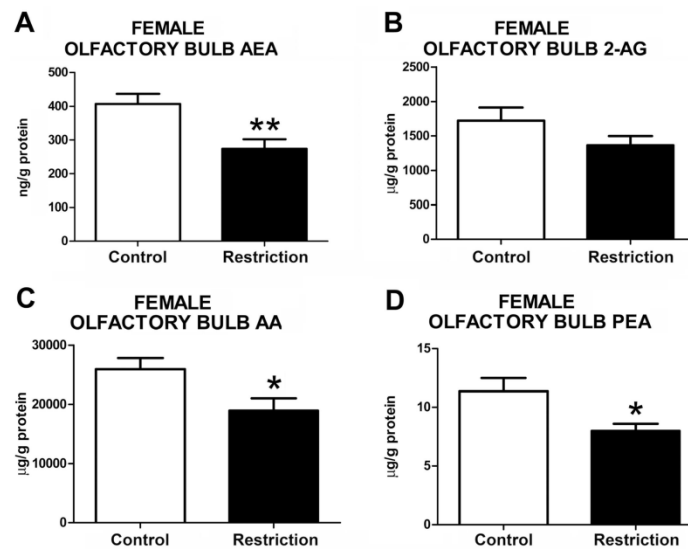 A
FEMALE
OLFACTORY BULB AEA
500
400
300
200
100
0
ng/g protein
**
Control Restriction
B
FEMALE
OLFACTORY BULB 2-AG
2500
2000
1500
1000
500
0
µg/g protein
Control Restriction
C
FEMALE
OLFACTORY BULB AA
30000
20000
10000
0
µg/g protein
*
Control Restriction
D
FEMALE
OLFACTORY BULB PEA
15
10
5
0
µg/g protein
*
Control Restriction